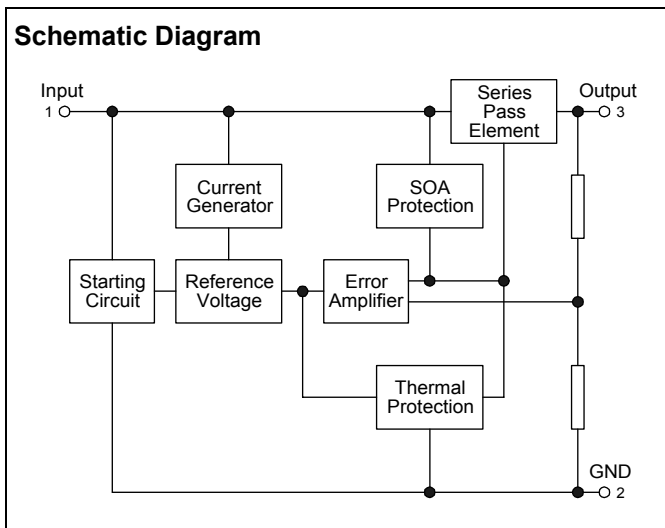 Schematic Diagram
Input
1
Series
Pass
Element
Output
3
Current
Generator
SOA
Protection
Starting
Circuit
Reference
Voltage
Error
Amplifier
Thermal
Protection
GND
2